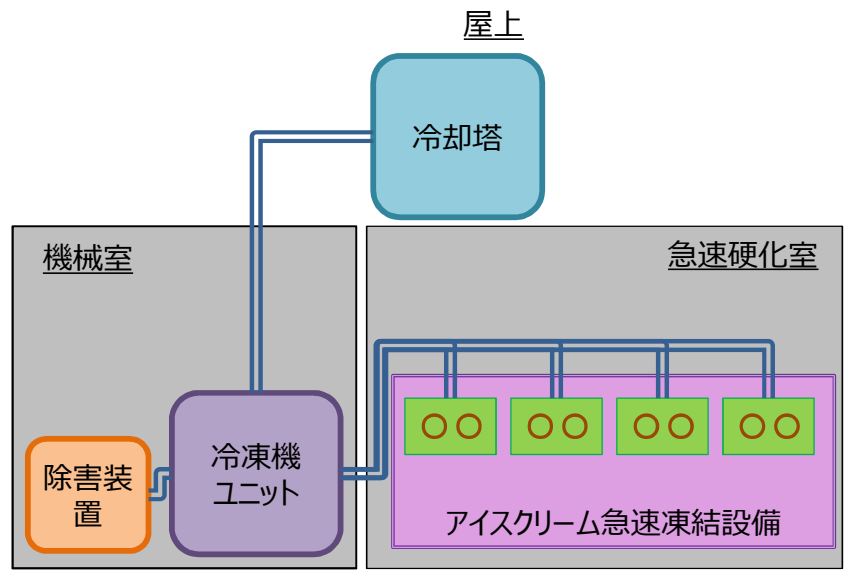 屋上
冷却塔
機械室
急速硬化室
除害装
置
冷凍機
ユニット
アイスクリーム急速凍結設備